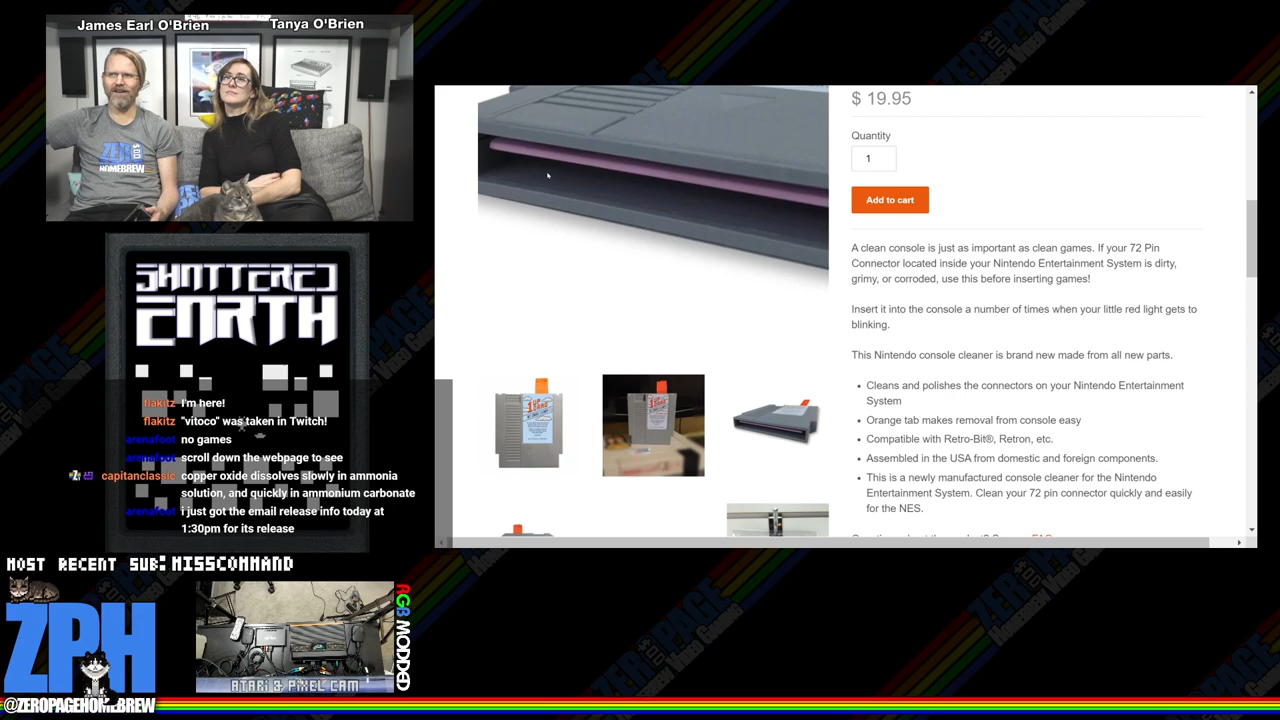 James Earl O'Brien
Tanya O'Brien
ZERO PAGE
HOMEBREW
SHATTERED
EARTH
flakitz I'm here!
flakitz "vitoco" was taken in Twitch!
arenafoot no games
arenafoot scroll down the webpage to see
capitanclassic copper oxide dissolves slowly in ammonia
solution, and quickly in ammonium carbonate
arenafoot i just got the email release info today at
1:30pm for its release
MOST RECENT SUB: MISSCOMMAND
ZPH
@ZEROPAGEHOMEBREW
ATARI & PIXEL CAM
RGB MODDED
$ 19.95
Quantity
1
Add to cart
A clean console is just as important as clean games. If your 72 Pin
Connector located inside your Nintendo Entertainment System is dirty,
grimy, or corroded, use this before inserting games!
Insert it into the console a number of times when your little red light gets to
blinking.
This Nintendo console cleaner is brand new made from all new parts.
• Cleans and polishes the connectors on your Nintendo Entertainment
System
• Orange tab makes removal from console easy
• Compatible with Retro-Bit®, Retron, etc.
• Assembled in the USA from domestic and foreign components.
• This is a newly manufactured console cleaner for the Nintendo
Entertainment System. Clean your 72 pin connector quickly and easily
for the NES.
1UP
CARD